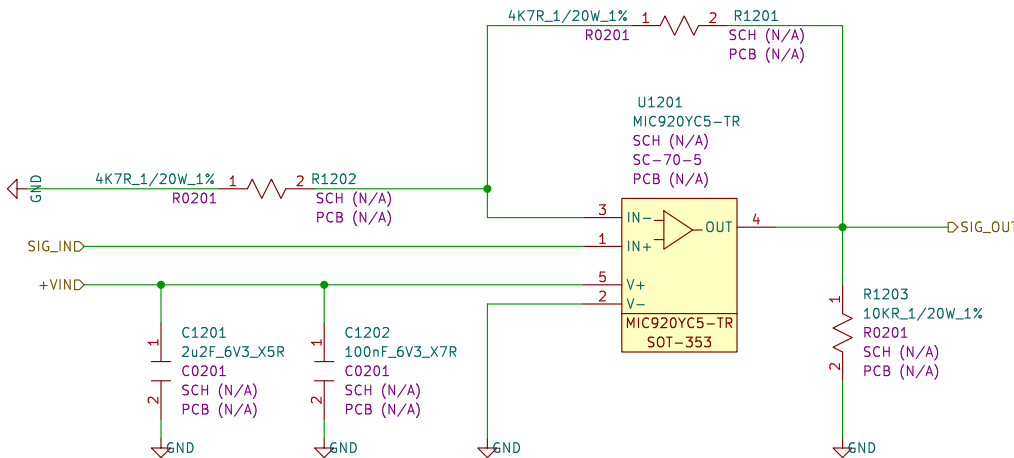 4K7R_1/20W_1%
R0201
1
2
R1201
SCH (N/A)
PCB (N/A)
U1201
MIC920YC5-TR
SCH (N/A)
SC-70-5
PCB (N/A)
GND
4K7R_1/20W_1%
R0201
1
2
R1202
SCH (N/A)
PCB (N/A)
3
IN-
1
IN+
5
V+
2
V-
OUT
4
MIC920YC5-TR
SOT-353
SIG_IN
+VIN
SIG_OUT
C1201
2u2F_6V3_X5R
C0201
SCH (N/A)
PCB (N/A)
1
2
GND
C1202
100nF_6V3_X7R
C0201
SCH (N/A)
PCB (N/A)
1
2
GND
GND
R1203
10KR_1/20W_1%
R0201
SCH (N/A)
PCB (N/A)
1
2
GND